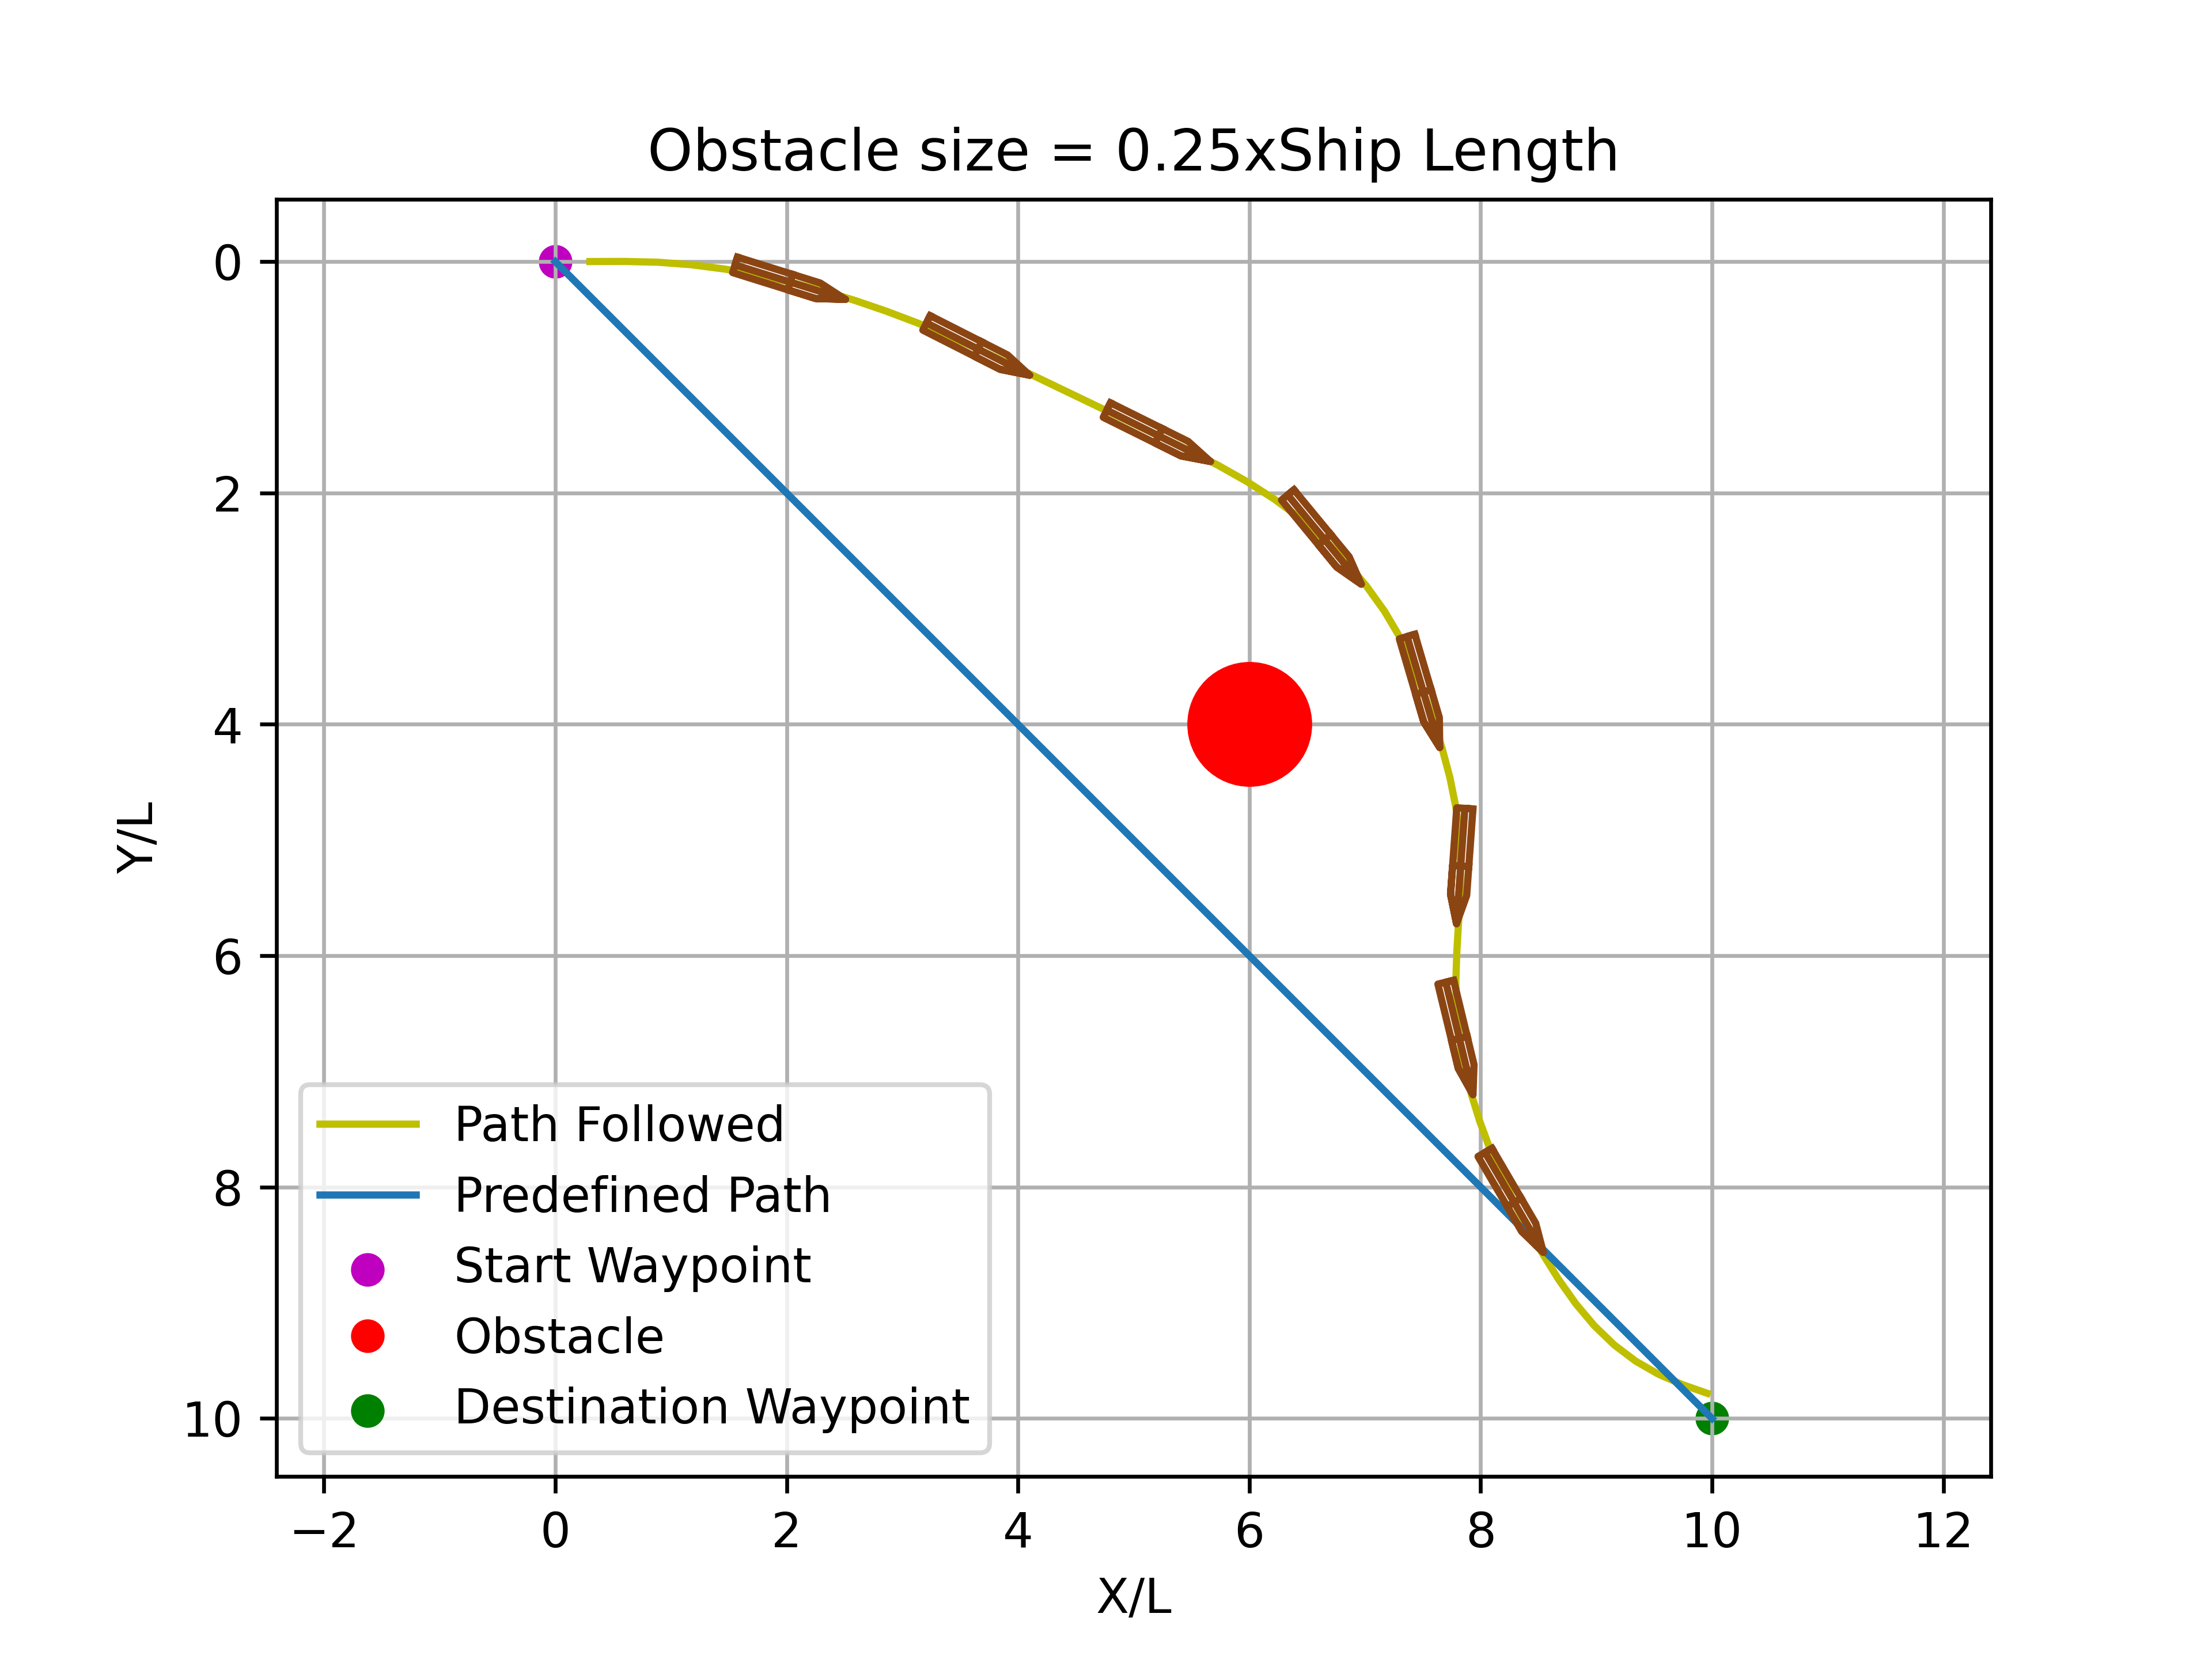 Obstacle size = 0.25xShip Length
0
2
4
6
8
10
Y/L
Path Followed
Predefined Path
Start Waypoint
Obstacle
Destination Waypoint
−2 0 2 4 6 8 10 12
X/L